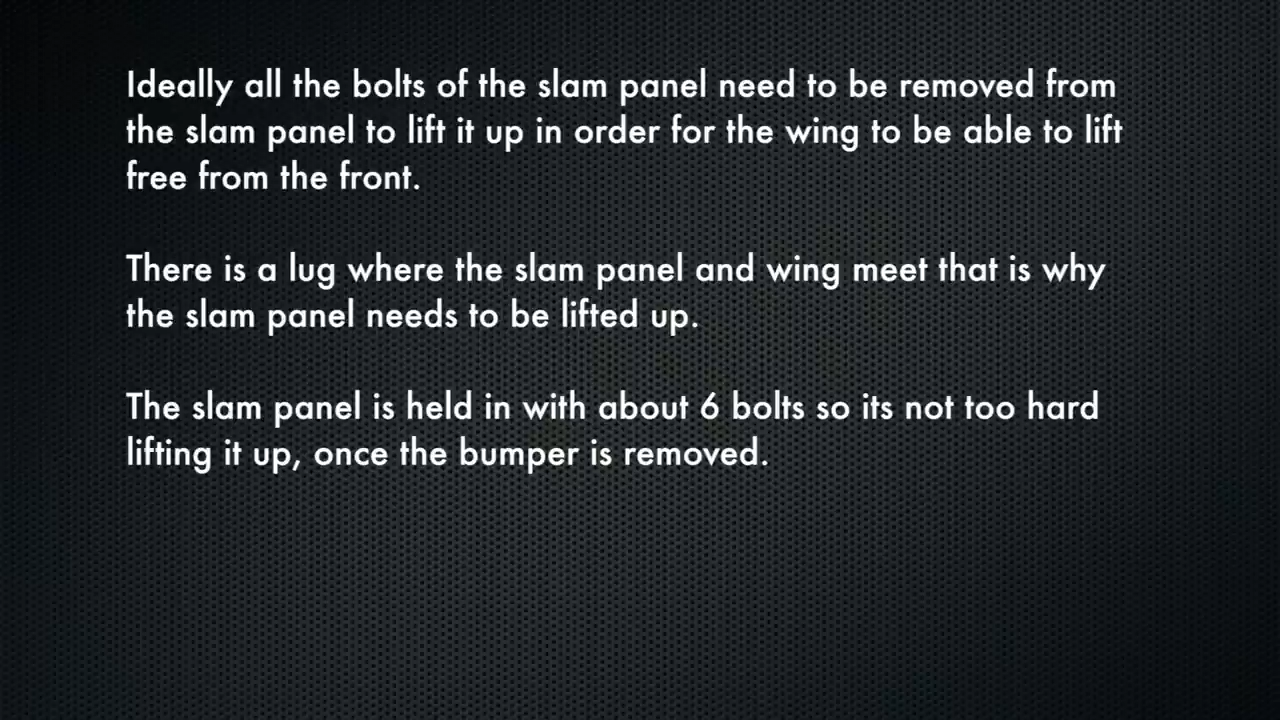 Ideally all the bolts of the slam panel need to be removed from
the slam panel to lift it up in order for the wing to be able to lift
free from the front.
There is a lug where the slam panel and wing meet that is why
the slam panel needs to be lifted up.
The slam panel is held in with about 6 bolts so its not too hard
lifting it up, once the bumper is removed.